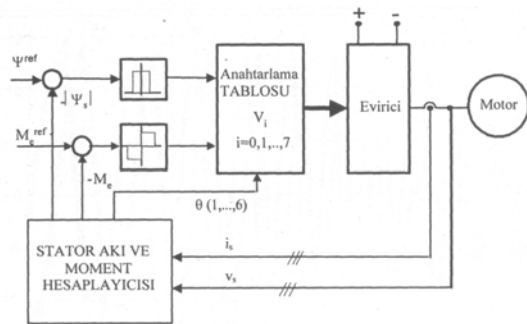 + -
Ψref
-|Ψs|
Anahtarlama
TABLOSU
Vi
i=0,1,..,7
Evirici
Motor
Meref
-Me
θ (1,...,6)
STATOR AKI VE
MOMENT
HESAPLAYICISI
is
vs